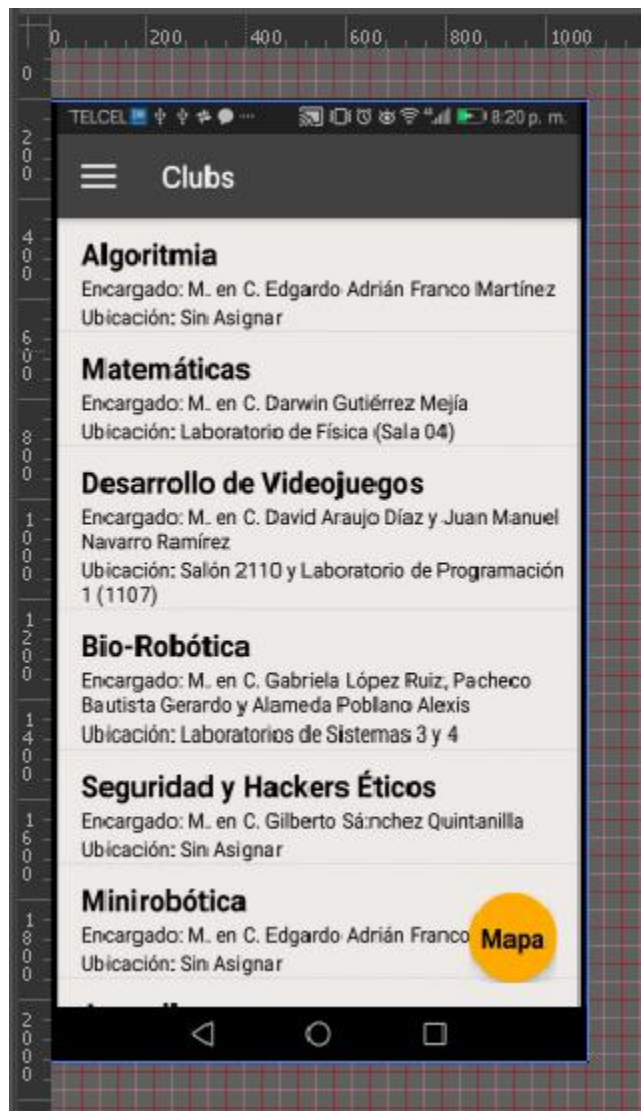 0 200 400 600 800 1000
0
200
400
600
800
1000
1200
1400
1600
1800
2000
TELCEL 8:20 p. m.
Clubs
Algoritmia
Encargado: M. en C. Edgardo Adrián Franco Martínez
Ubicación: Sin Asignar
Matemáticas
Encargado: M. en C. Darwin Gutiérrez Mejía
Ubicación: Laboratorio de Física (Sala 04)
Desarrollo de Videojuegos
Encargado: M. en C. David Araujo Díaz y Juan Manuel
Navarro Ramírez
Ubicación: Salón 2110 y Laboratorio de Programación
1 (1107)
Bio-Robótica
Encargado: M. en C. Gabriela López Ruiz, Pacheco
Bautista Gerardo y Alameda Poblano Alexis
Ubicación: Laboratorios de Sistemas 3 y 4
Seguridad y Hackers Éticos
Encargado: M. en C. Gilberto Sánchez Quintanilla
Ubicación: Sin Asignar
Minirobótica
Encargado: M. en C. Edgardo Adrián Franco
Ubicación: Sin Asignar
Mapa